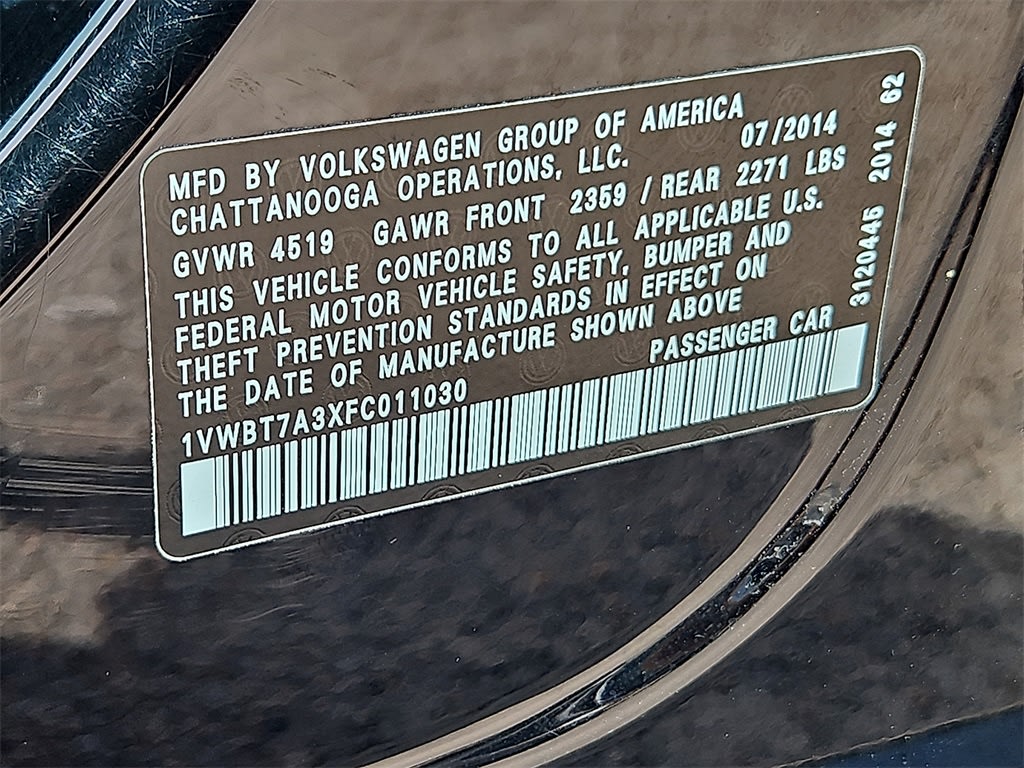 MFD BY VOLKSWAGEN GROUP OF AMERICA
CHATTANOOGA OPERATIONS, LLC. 07/2014
GVWR 4519 GAWR FRONT 2359 / REAR 2271 LBS
THIS VEHICLE CONFORMS TO ALL APPLICABLE U.S.
FEDERAL MOTOR VEHICLE SAFETY, BUMPER AND
THEFT PREVENTION STANDARDS IN EFFECT ON
THE DATE OF MANUFACTURE SHOWN ABOVE
1VWBT7A3XFC011030 PASSENGER CAR
3120446 2014 62